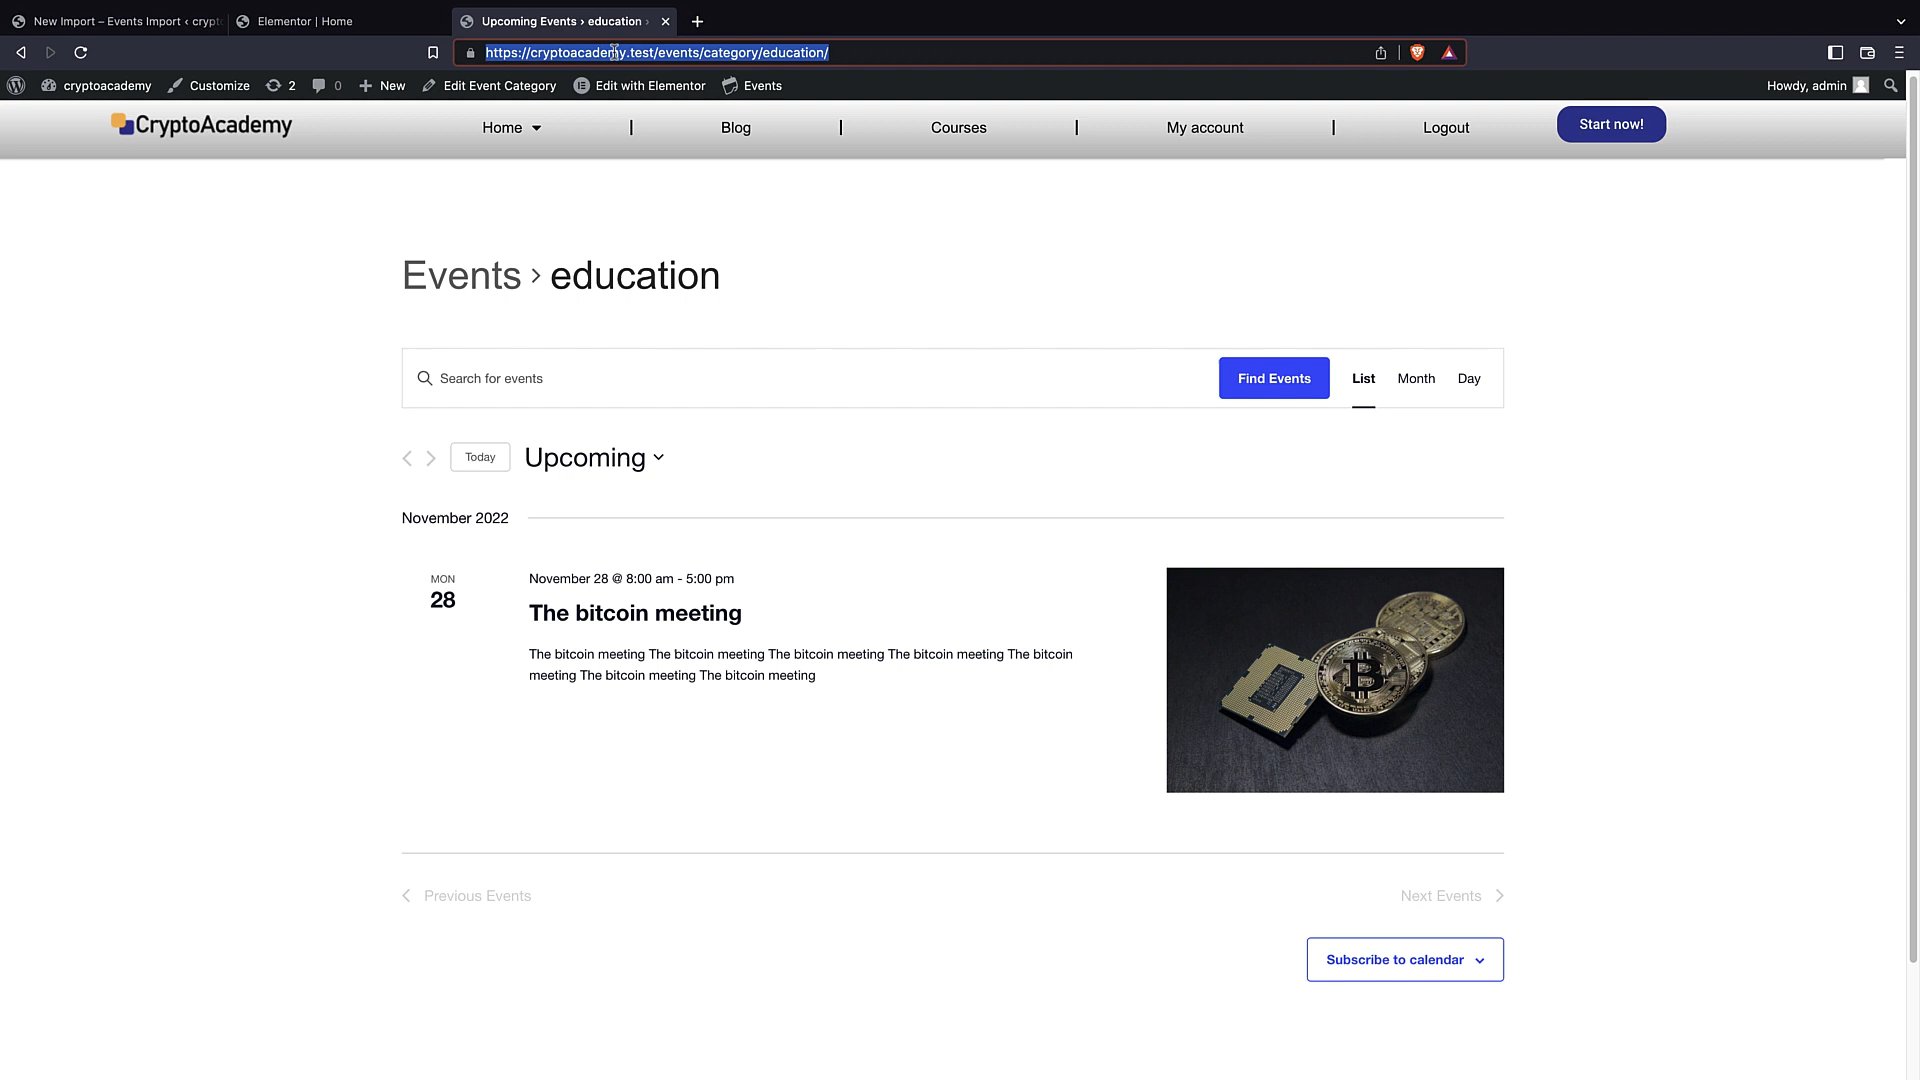 New Import – Events Import ‹ crypt
Elementor | Home
Upcoming Events › education ›
https://cryptoacademy.test/events/category/education/
cryptoacademy
Customize
2
0
New
Edit Event Category
Edit with Elementor
Events
Howdy, admin
CryptoAcademy
Home
|
Blog
|
Courses
|
My account
|
Logout
Start now!
Events › education
Search for events
Find Events
List
Month
Day
Today
Upcoming
November 2022
MON
28
November 28 @ 8:00 am - 5:00 pm
The bitcoin meeting
The bitcoin meeting The bitcoin meeting The bitcoin meeting The bitcoin meeting The bitcoin
meeting The bitcoin meeting The bitcoin meeting
Previous Events
Next Events
Subscribe to calendar